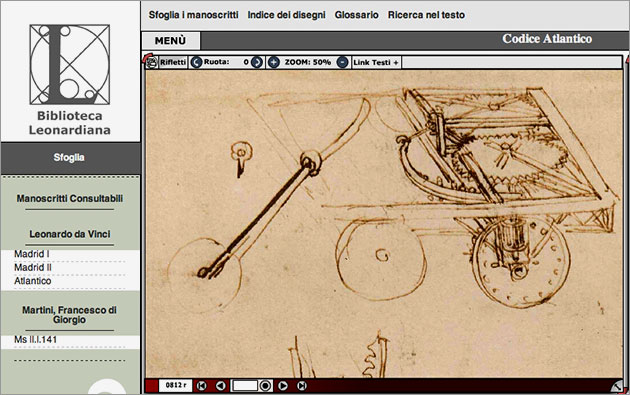 Sfoglia i manoscritti Indice dei disegni Glossario Ricerca nel testo
MENÙ Codice Atlantico
Rifletti Ruota: 0 ZOOM: 50% Link Testi +
L
Biblioteca
Leonardiana
Sfoglia
Manoscritti Consultabili
Leonardo da Vinci
Madrid I
Madrid II
Atlantico
Martini, Francesco di
Giorgio
Ms II.I.141
0812 r